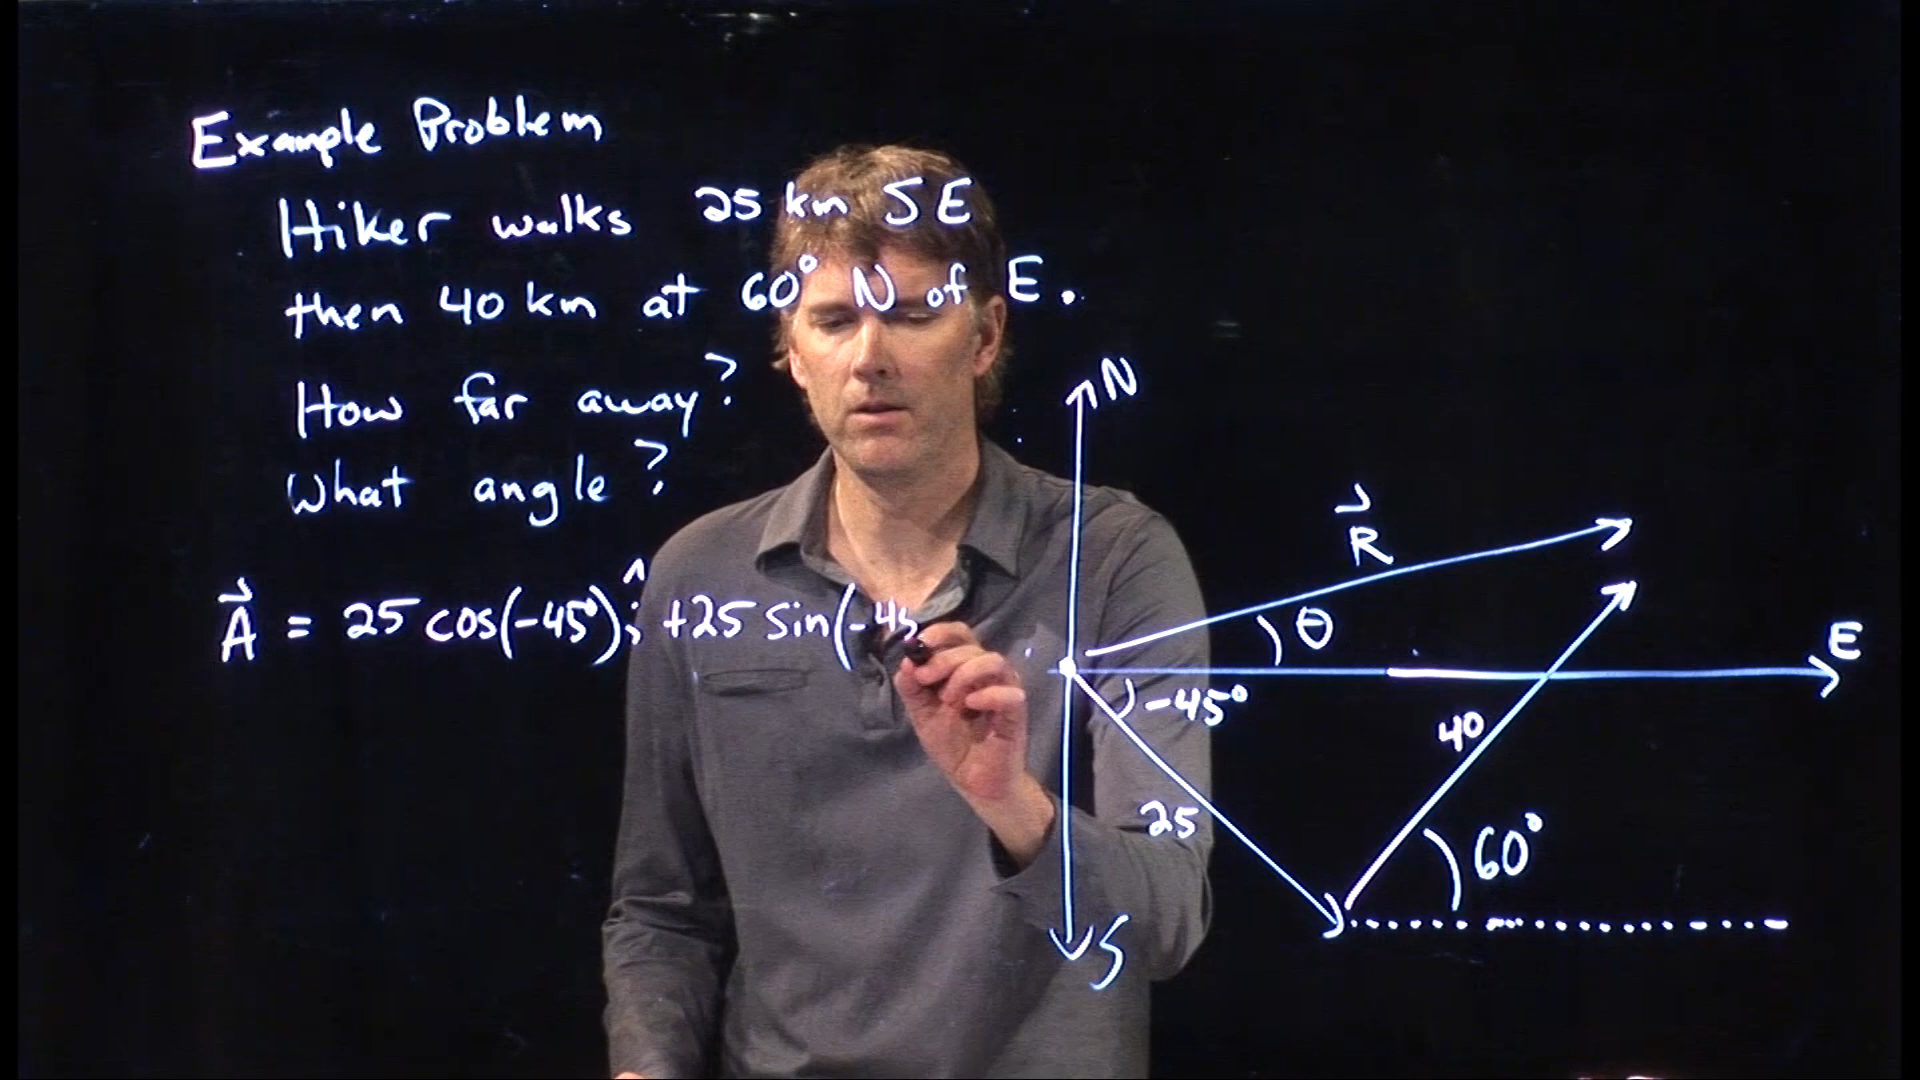 Example Problem
Hiker walks 25 km SE
then 40 km at 60° N of E.
How far away?
What angle?
A⃗ = 25 cos(-45°)î + 25 sin(-45
N
R⃗
θ
E
-45°
40
25
60°
S